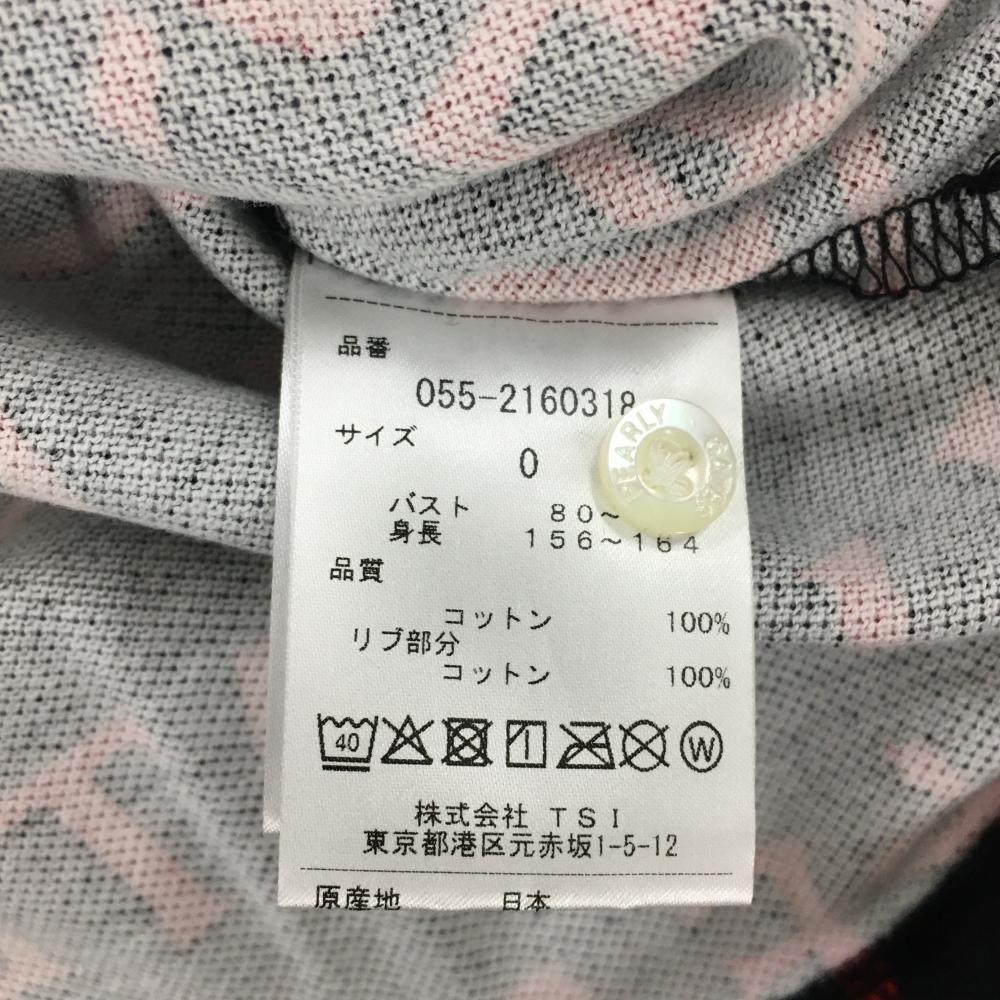 品番
055-2160318
サイズ
0
バスト 80~
身長 156~164
品質
コットン 100%
リブ部分
コットン 100%
40
W
株式会社 TSI
東京都港区元赤坂1-5-12
原産地 日本
PEARLY
GATES